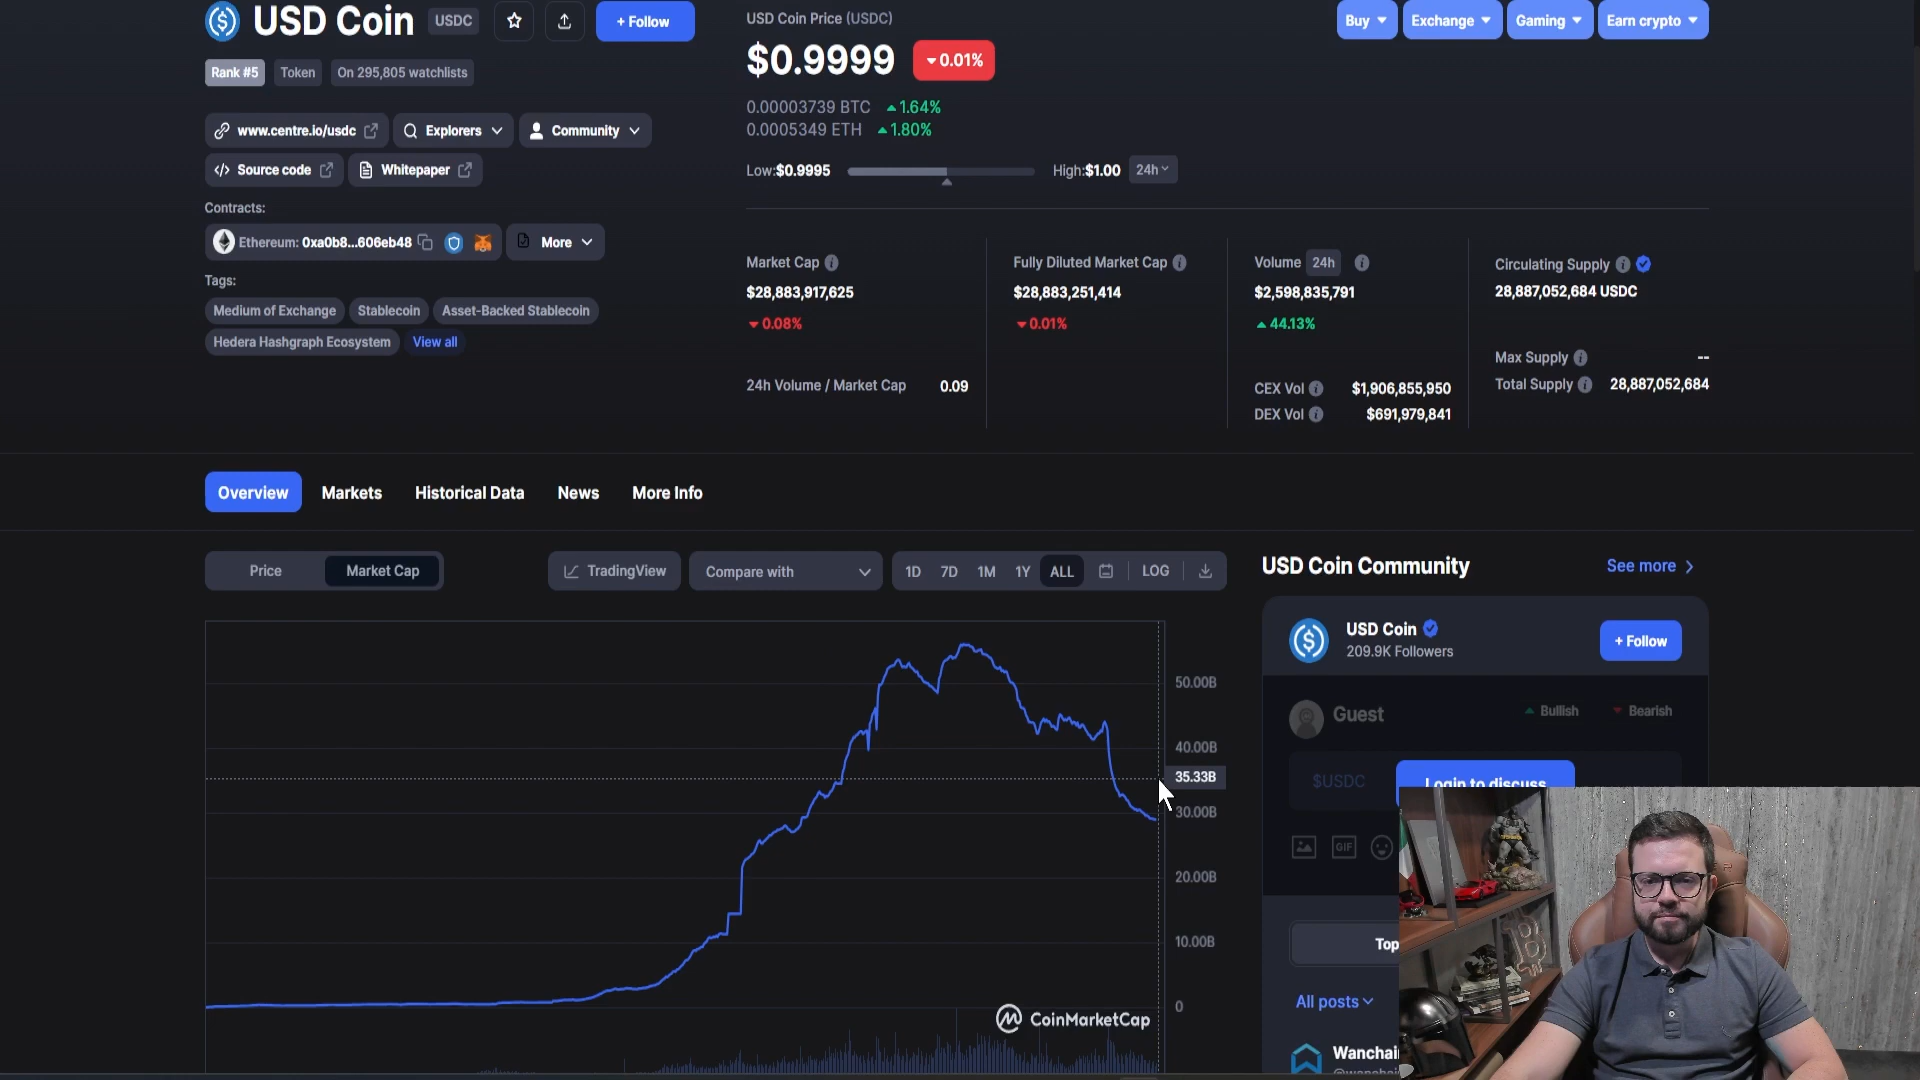 USD Coin USDC + Follow
Rank #5 Token On 295,805 watchlists
www.centre.io/usdc Explorers Community
Source code Whitepaper
Contracts:
Ethereum: 0xa0b8...606eb48 More
Tags:
Medium of Exchange Stablecoin Asset-Backed Stablecoin
Hedera Hashgraph Ecosystem View all
USD Coin Price (USDC)
$0.9999 0.01%
0.00003739 BTC 1.64%
0.0005349 ETH 1.80%
Low:$0.9995 High:$1.00 24h
Buy Exchange Gaming Earn crypto
Market Cap
$28,883,917,625
0.08%
24h Volume / Market Cap 0.09
Fully Diluted Market Cap
$28,883,251,414
0.01%
Volume 24h
$2,598,835,791
44.13%
CEX Vol $1,906,855,950
DEX Vol $691,979,841
Circulating Supply
28,887,052,684 USDC
Max Supply --
Total Supply 28,887,052,684
Overview Markets Historical Data News More Info
Price Market Cap TradingView Compare with 1D 7D 1M 1Y ALL LOG
50.00B
40.00B
35.33B
30.00B
20.00B
10.00B
0
CoinMarketCap
USD Coin Community See more
USD Coin + Follow
209.9K Followers
Guest Bullish Bearish
$USDC Login to discuss
GIF
Top
All posts
Wanchai